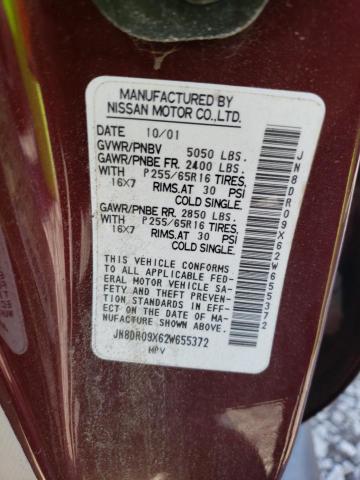 MANUFACTURED BY
NISSAN MOTOR CO.,LTD.
DATE 10/01
GVWR/PNBV 5050 LBS.
GAWR/PNBE FR. 2400 LBS.
WITH P255/65R16 TIRES,
16X7 RIMS,AT 30 PSI
COLD SINGLE.
GAWR/PNBE RR. 2850 LBS.
WITH P255/65R16 TIRES,
16X7 RIMS,AT 30 PSI
COLD SINGLE.
THIS VEHICLE CONFORMS
TO ALL APPLICABLE FED-
ERAL MOTOR VEHICLE SA-
FETY AND THEFT PREVEN-
TION STANDARDS IN EFF-
ECT ON THE DATE OF MA-
NUFACTURE SHOWN ABOVE.
JN8DR09X62W655372
MPV
JN8DR09X62W655372